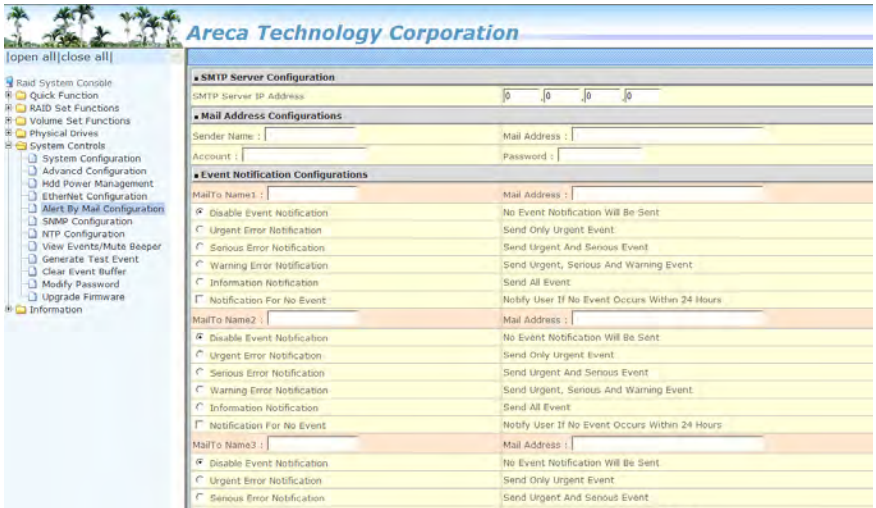 Areca Technology Corporation
|open all|close all|
Raid System Console
Quick Function
RAID Set Functions
Volume Set Functions
Physical Drives
System Controls
System Configuration
Advancd Configuration
Hdd Power Management
EtherNet Configuration
Alert By Mail Configuration
SNMP Configuration
NTP Configuration
View Events/Mute Beeper
Generate Test Event
Clear Event Buffer
Modify Password
Upgrade Firmware
Information
▪ SMTP Server Configuration
SMTP Server IP Address 0 .0 .0 .0
▪ Mail Address Configurations
Sender Name : Mail Address :
Account : Password :
▪ Event Notification Configurations
MailTo Name1 : Mail Address :
Disable Event Notification No Event Notification Will Be Sent
Urgent Error Notification Send Only Urgent Event
Serious Error Notification Send Urgent And Serious Event
Warning Error Notification Send Urgent, Serious And Warning Event
Information Notification Send All Event
Notification For No Event Notify User If No Event Occurs Within 24 Hours
MailTo Name2 : Mail Address :
Disable Event Notification No Event Notification Will Be Sent
Urgent Error Notification Send Only Urgent Event
Serious Error Notification Send Urgent And Serious Event
Warning Error Notification Send Urgent, Serious And Warning Event
Information Notification Send All Event
Notification For No Event Notify User If No Event Occurs Within 24 Hours
MailTo Name3 : Mail Address :
Disable Event Notification No Event Notification Will Be Sent
Urgent Error Notification Send Only Urgent Event
Serious Error Notification Send Urgent And Serious Event